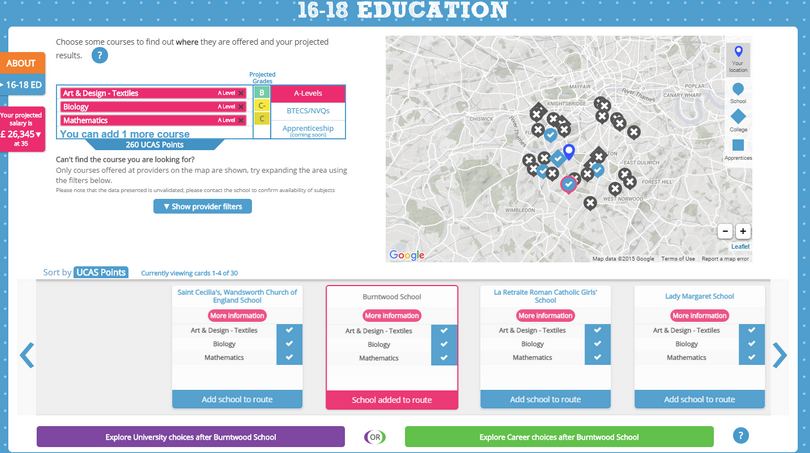 16-18 EDUCATION
Choose some courses to find out where they are offered and your projected
results. ?
ABOUT
16-18 ED
Your projected
salary is
£ 26,345▼
at 35
Projected
Grades
Art & Design - Textiles A Level × B
Biology A Level × C-
Mathematics A Level × C
You can add 1 more course
260 UCAS Points
A-Levels
BTECS/NVQs
Apprenticeship
(coming soon)
Can't find the course you are looking for?
Only courses offered at providers on the map are shown, try expanding the area using
the filters below.
Please note that the data presented is unvalidated, please contact the school to confirm availability of subjects
▼ Show provider filters
MAYFAIR
KNIGHTSBRIDGE
CHISWICK
River Thames
River Thames
POPLAR
CANARY WHARF
EAST DULWICH
FOREST HILL
WEST NORWOOD
WIMBLEDON
Your
location
School
College
Apprenticeships
−
+
Leaflet
Google
Map data ©2015 Google Terms of Use Report a map error
Sort by UCAS Points Currently viewing cards 1-4 of 30
Saint Cecilia's, Wandsworth Church of
England School
More information
Art & Design - Textiles
Biology
Mathematics
Add school to route
Burntwood School
More information
Art & Design - Textiles
Biology
Mathematics
School added to route
La Retraite Roman Catholic Girls'
School
More information
Art & Design - Textiles
Biology
Mathematics
Add school to route
Lady Margaret School
More information
Art & Design - Textiles
Biology
Mathematics
Add school to route
Explore University choices after Burntwood School
OR
Explore Career choices after Burntwood School
?